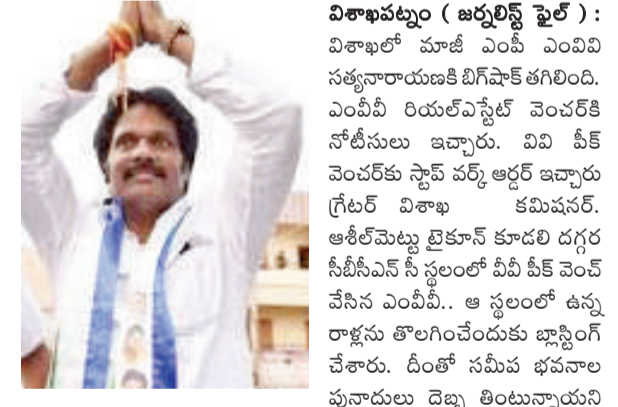 విశాఖపట్నం ( జర్నలిస్ట్ ఫైల్ ) :
విశాఖలో మాజీ ఎంపీ ఎంవివి
సత్యనారాయణకి బిగ్‌షాక్ తగిలింది.
ఎంవీవీ రియల్ఎస్టేట్ వెంచర్‌కి
నోటీసులు ఇచ్చారు. వివి పీక్
వెంచర్‌కు స్టాప్ వర్క్ ఆర్డర్ ఇచ్చారు
గ్రేటర్ విశాఖ కమిషనర్.
ఆశీల్‌మెట్టు టైకూన్ కూడలి దగ్గర
సీబీసీఎన్ సీ స్థలంలో వీవీ పీక్ వెంచ్
వేసిన ఎంవీవీ.. ఆ స్థలంలో ఉన్న
రాళ్లను తొలగించేందుకు బ్లాస్టింగ్
చేశారు. దీంతో సమీప భవనాల
పునాదులు దెబ్బ తింటున్నాయని